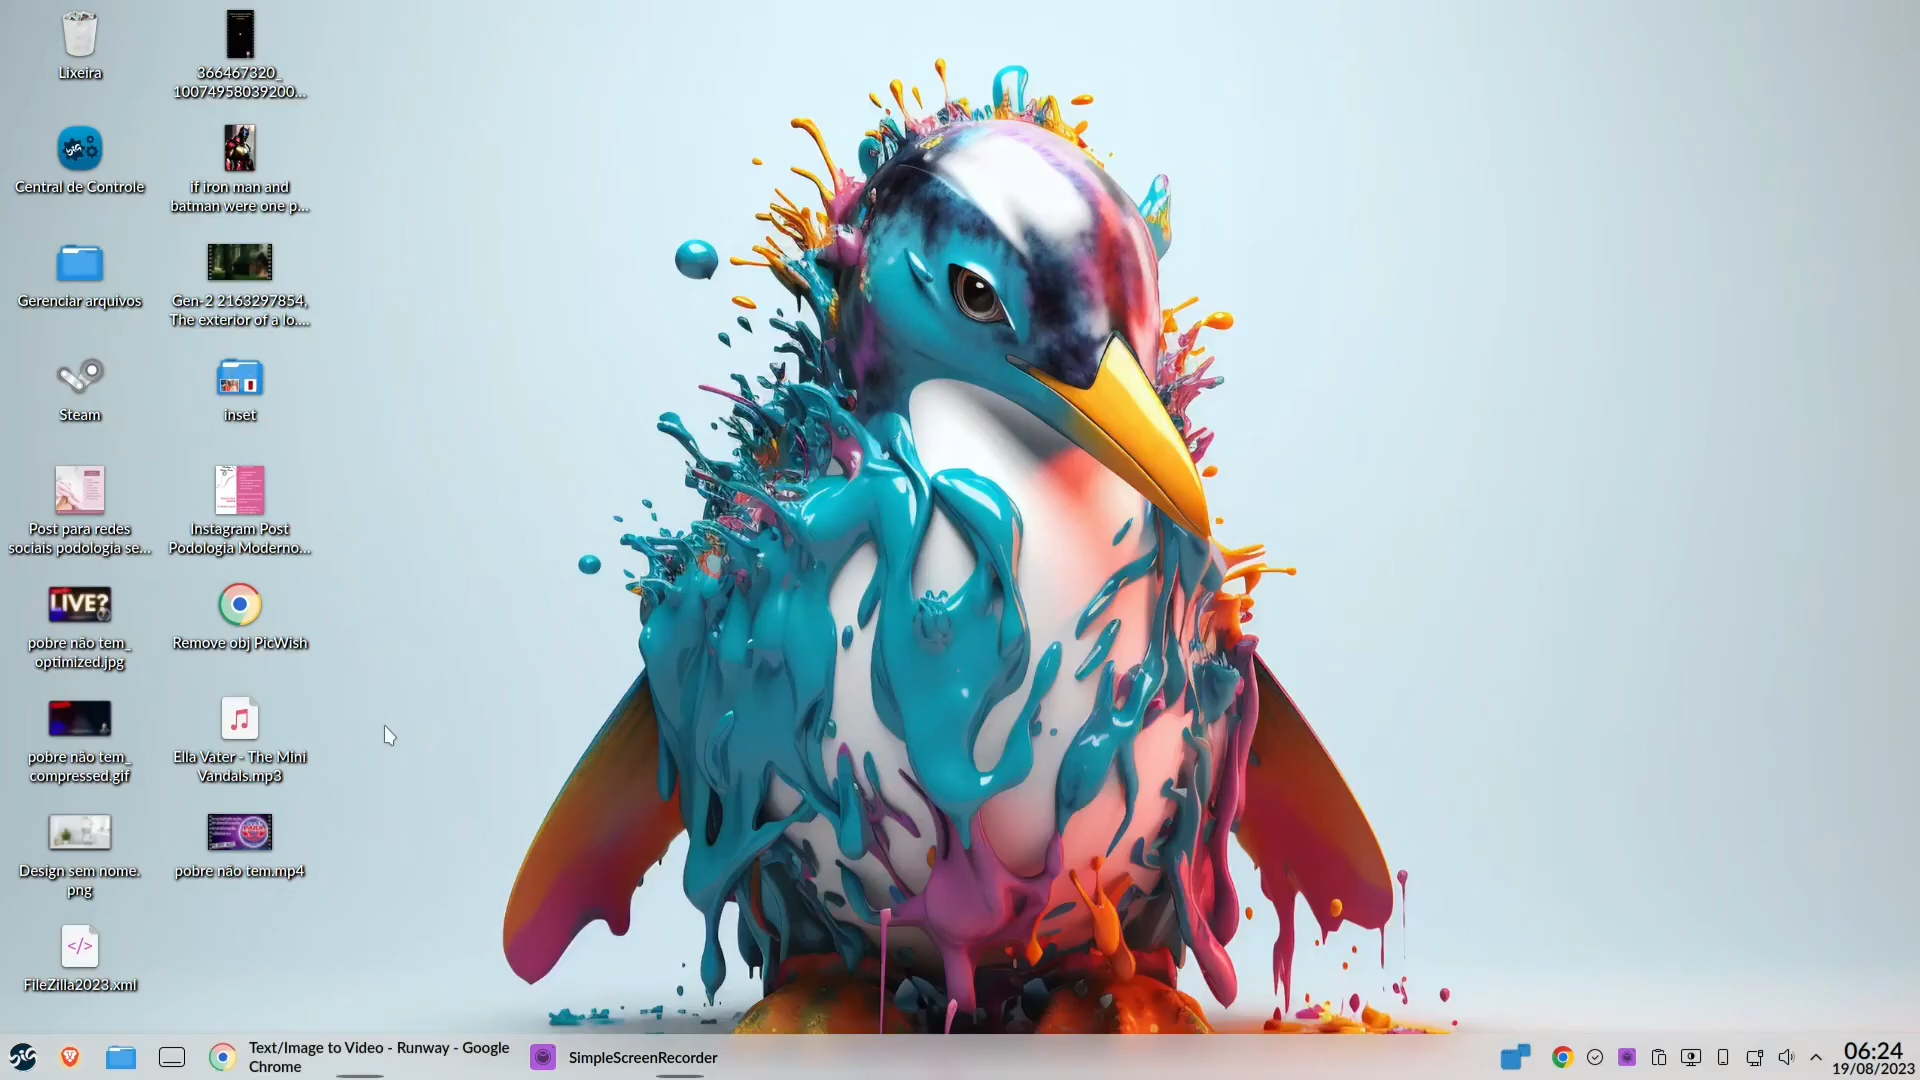 Lixeira
366467320_
10074958039200...
Central de Controle
if iron man and
batman were one p...
Gerenciar arquivos
Gen-2 2163297854,
The exterior of a lo....
Steam
inset
Post para redes
sociais podologia se...
Instagram Post
Podologia Moderno...
LIVE?
pobre não tem_
optimized.jpg
Remove obj PicWish
pobre não tem_
compressed.gif
Ella Vater - The Mini
Vandals.mp3
Design sem nome.
png
pobre não tem.mp4
</>
FileZilla2023.xml
Text/Image to Video - Runway - Google
Chrome
SimpleScreenRecorder
06:24
19/08/2023